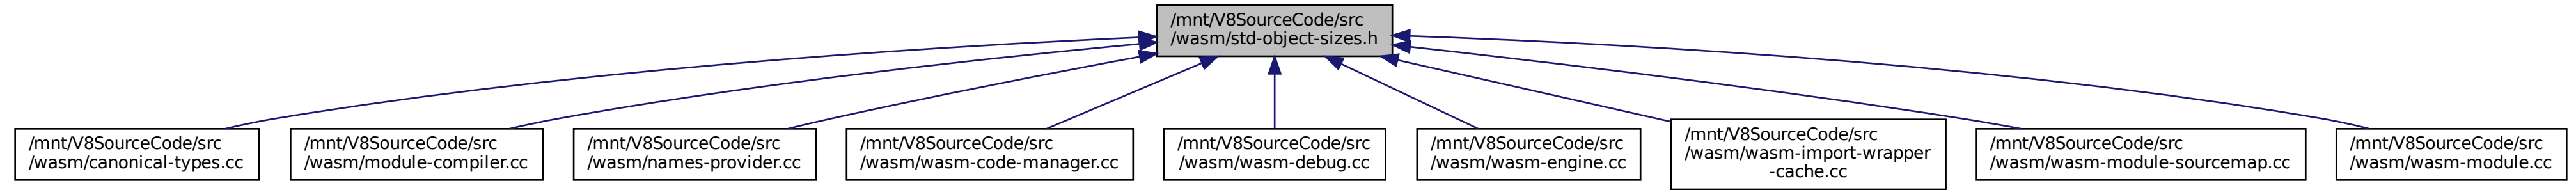 /mnt/V8SourceCode/src
/wasm/std-object-sizes.h
/mnt/V8SourceCode/src
/wasm/canonical-types.cc
/mnt/V8SourceCode/src
/wasm/module-compiler.cc
/mnt/V8SourceCode/src
/wasm/names-provider.cc
/mnt/V8SourceCode/src
/wasm/wasm-code-manager.cc
/mnt/V8SourceCode/src
/wasm/wasm-debug.cc
/mnt/V8SourceCode/src
/wasm/wasm-engine.cc
/mnt/V8SourceCode/src
/wasm/wasm-import-wrapper
-cache.cc
/mnt/V8SourceCode/src
/wasm/wasm-module-sourcemap.cc
/mnt/V8SourceCode/src
/wasm/wasm-module.cc